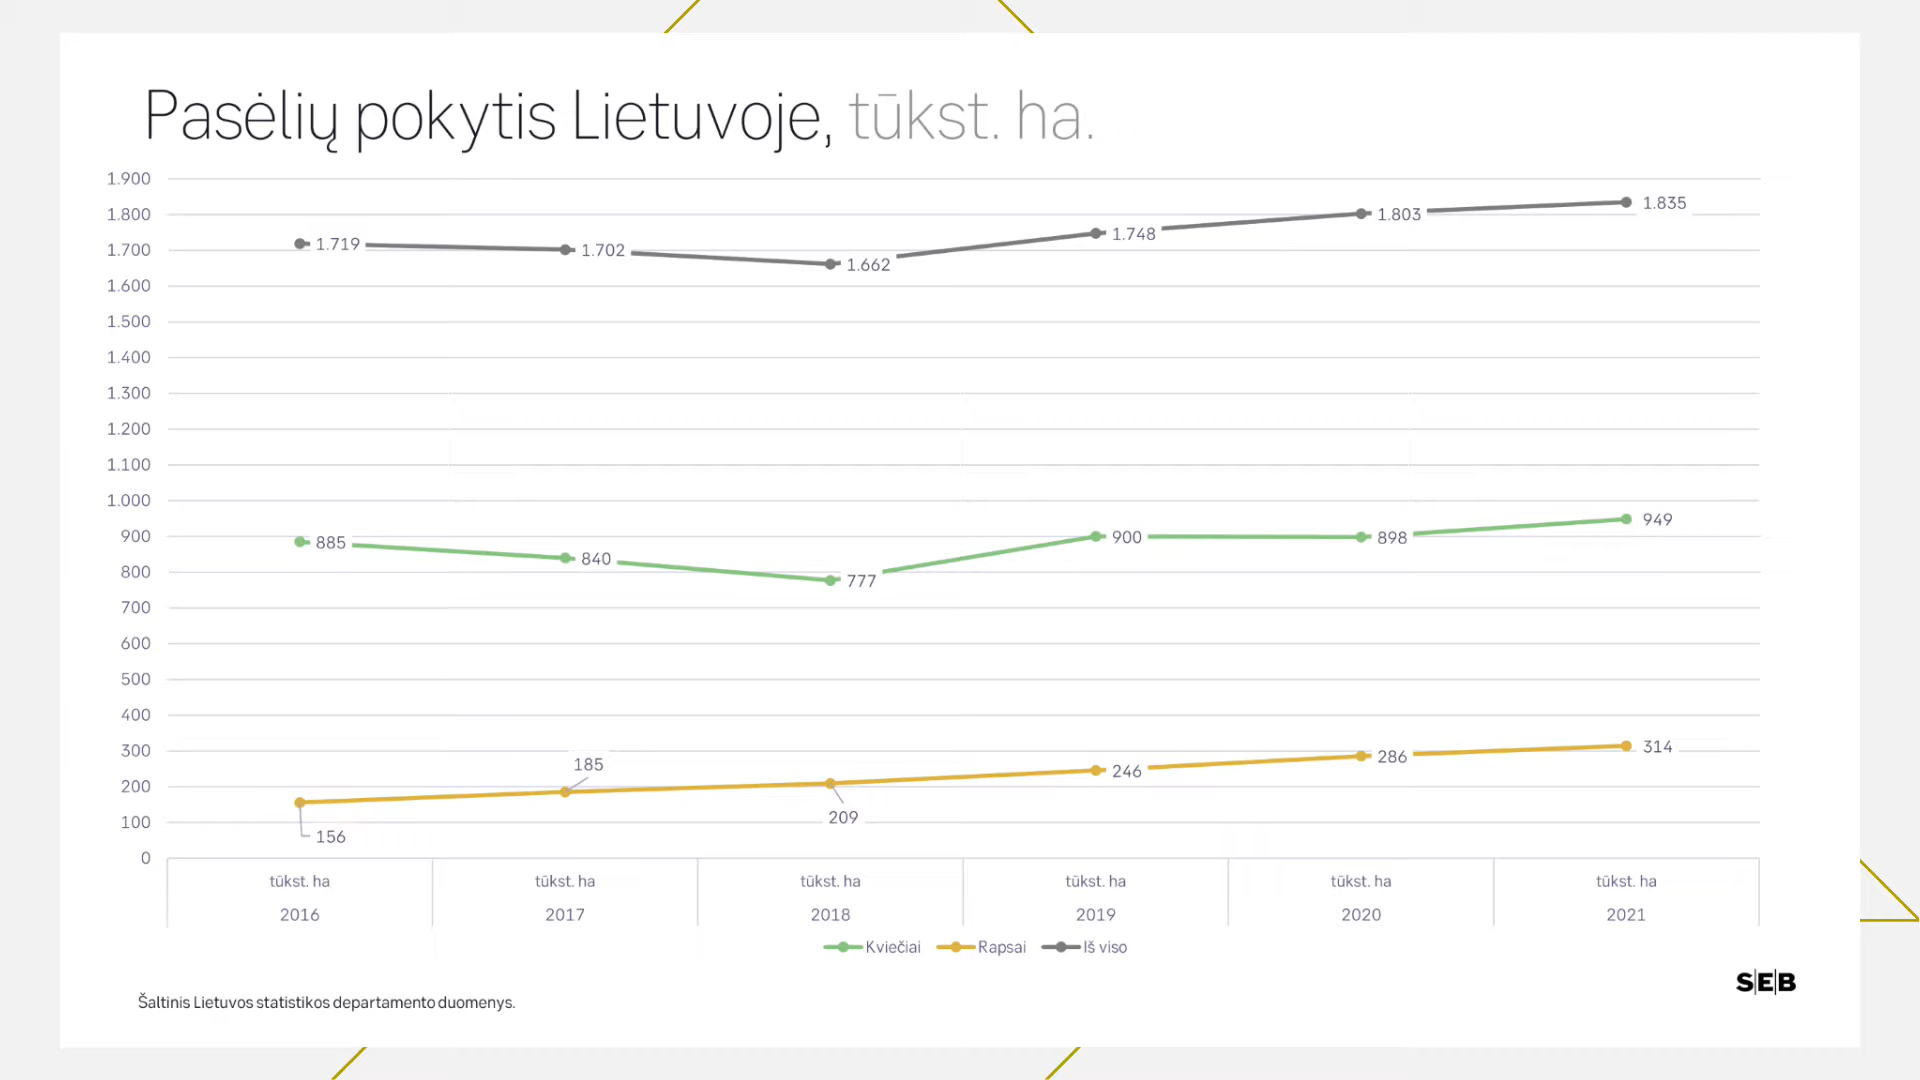 Pasėlių pokytis Lietuvoje, tūkst. ha.
1.900
1.800
1.700
1.600
1.500
1.400
1.300
1.200
1.100
1.000
900
800
700
600
500
400
300
200
100
0
1.719 1.702 1.662 1.748 1.803 1.835
885 840 777 900 898 949
156 185 209 246 286 314
tūkst. ha tūkst. ha tūkst. ha tūkst. ha tūkst. ha tūkst. ha
2016 2017 2018 2019 2020 2021
Kviečiai Rapsai Iš viso
SEB
Šaltinis Lietuvos statistikos departamento duomenys.